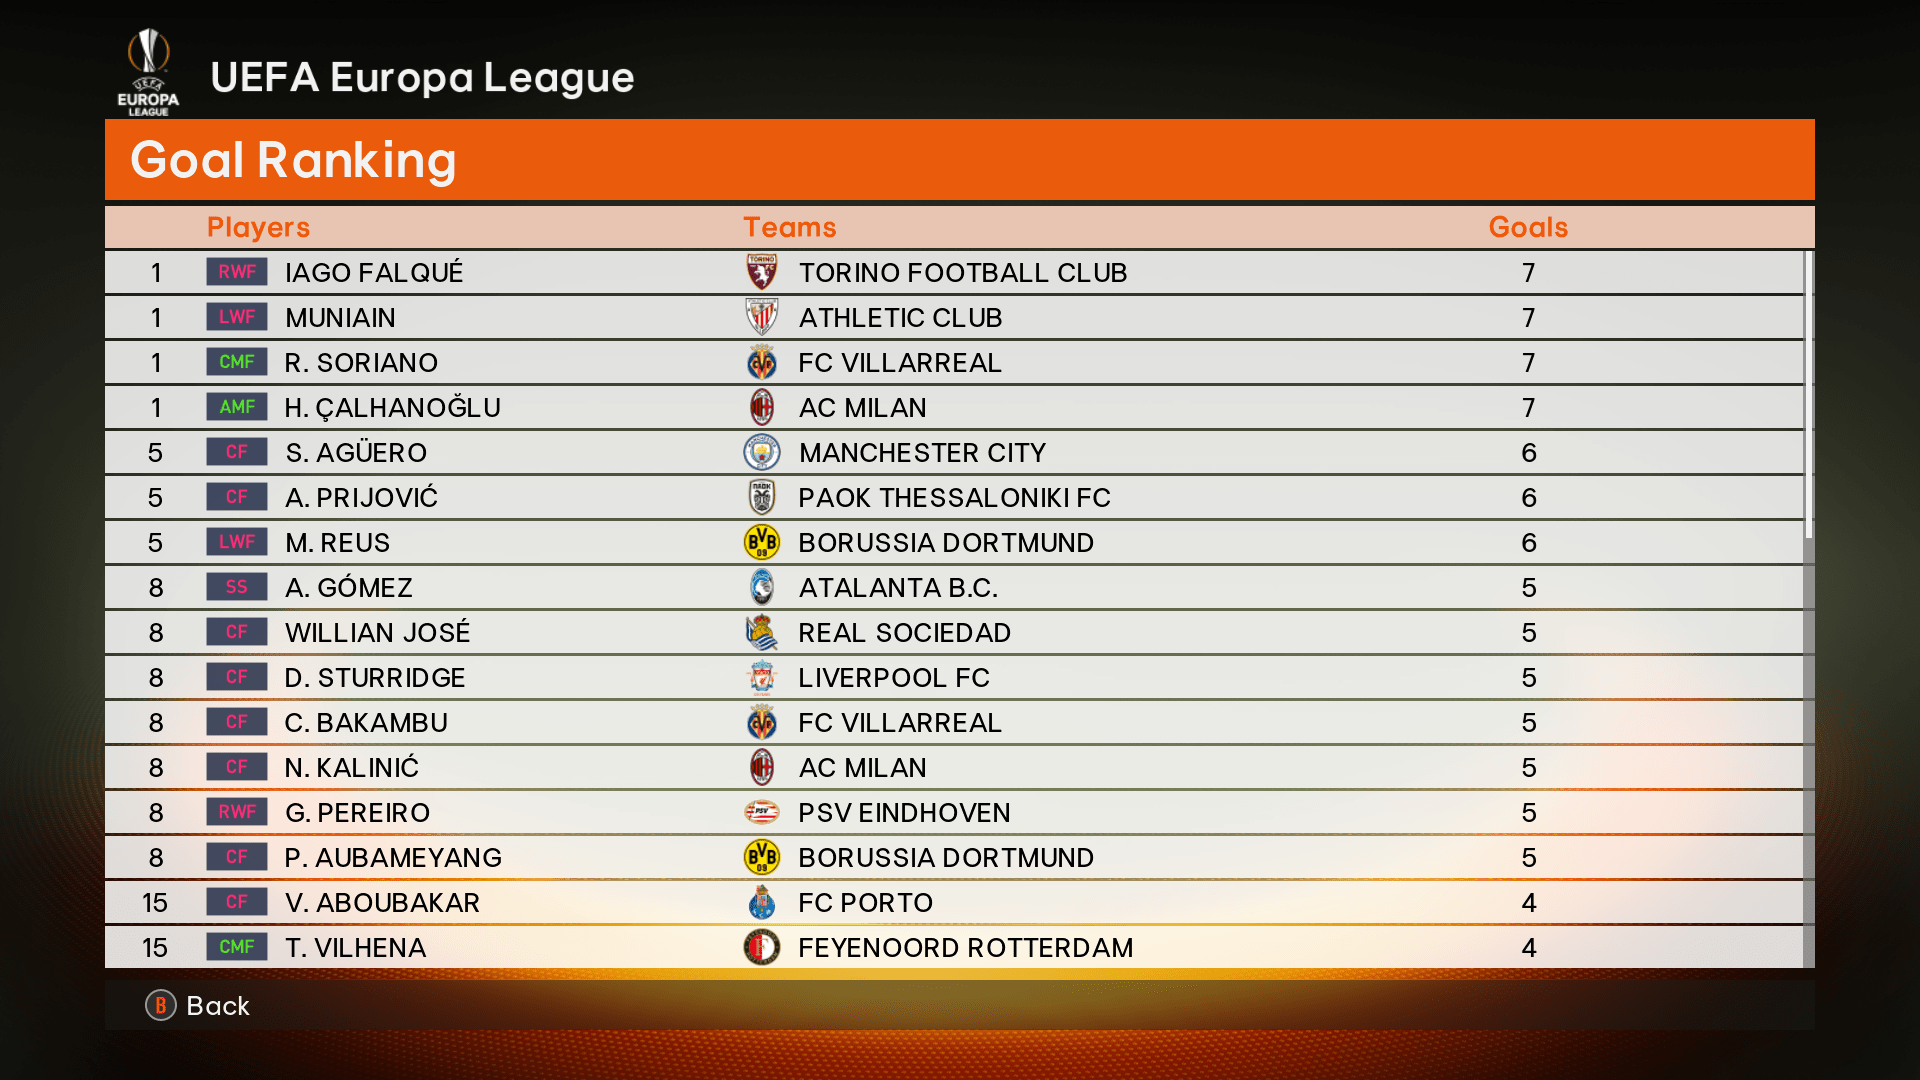 UEFA
EUROPA
LEAGUE
UEFA Europa League
Goal Ranking
Players Teams Goals
1 RWF IAGO FALQUÉ TORINO FOOTBALL CLUB 7
1 LWF MUNIAIN ATHLETIC CLUB 7
1 CMF R. SORIANO FC VILLARREAL 7
1 AMF H. ÇALHANOĞLU AC MILAN 7
5 CF S. AGÜERO MANCHESTER CITY 6
5 CF A. PRIJOVIĆ PAOK THESSALONIKI FC 6
5 LWF M. REUS BORUSSIA DORTMUND 6
8 SS A. GÓMEZ ATALANTA B.C. 5
8 CF WILLIAN JOSÉ REAL SOCIEDAD 5
8 CF D. STURRIDGE LIVERPOOL FC 5
8 CF C. BAKAMBU FC VILLARREAL 5
8 CF N. KALINIĆ AC MILAN 5
8 RWF G. PEREIRO PSV PSV EINDHOVEN 5
8 CF P. AUBAMEYANG BVB 09 BORUSSIA DORTMUND 5
15 CF V. ABOUBAKAR FC PORTO 4
15 CMF T. VILHENA FEYENOORD ROTTERDAM 4
B Back